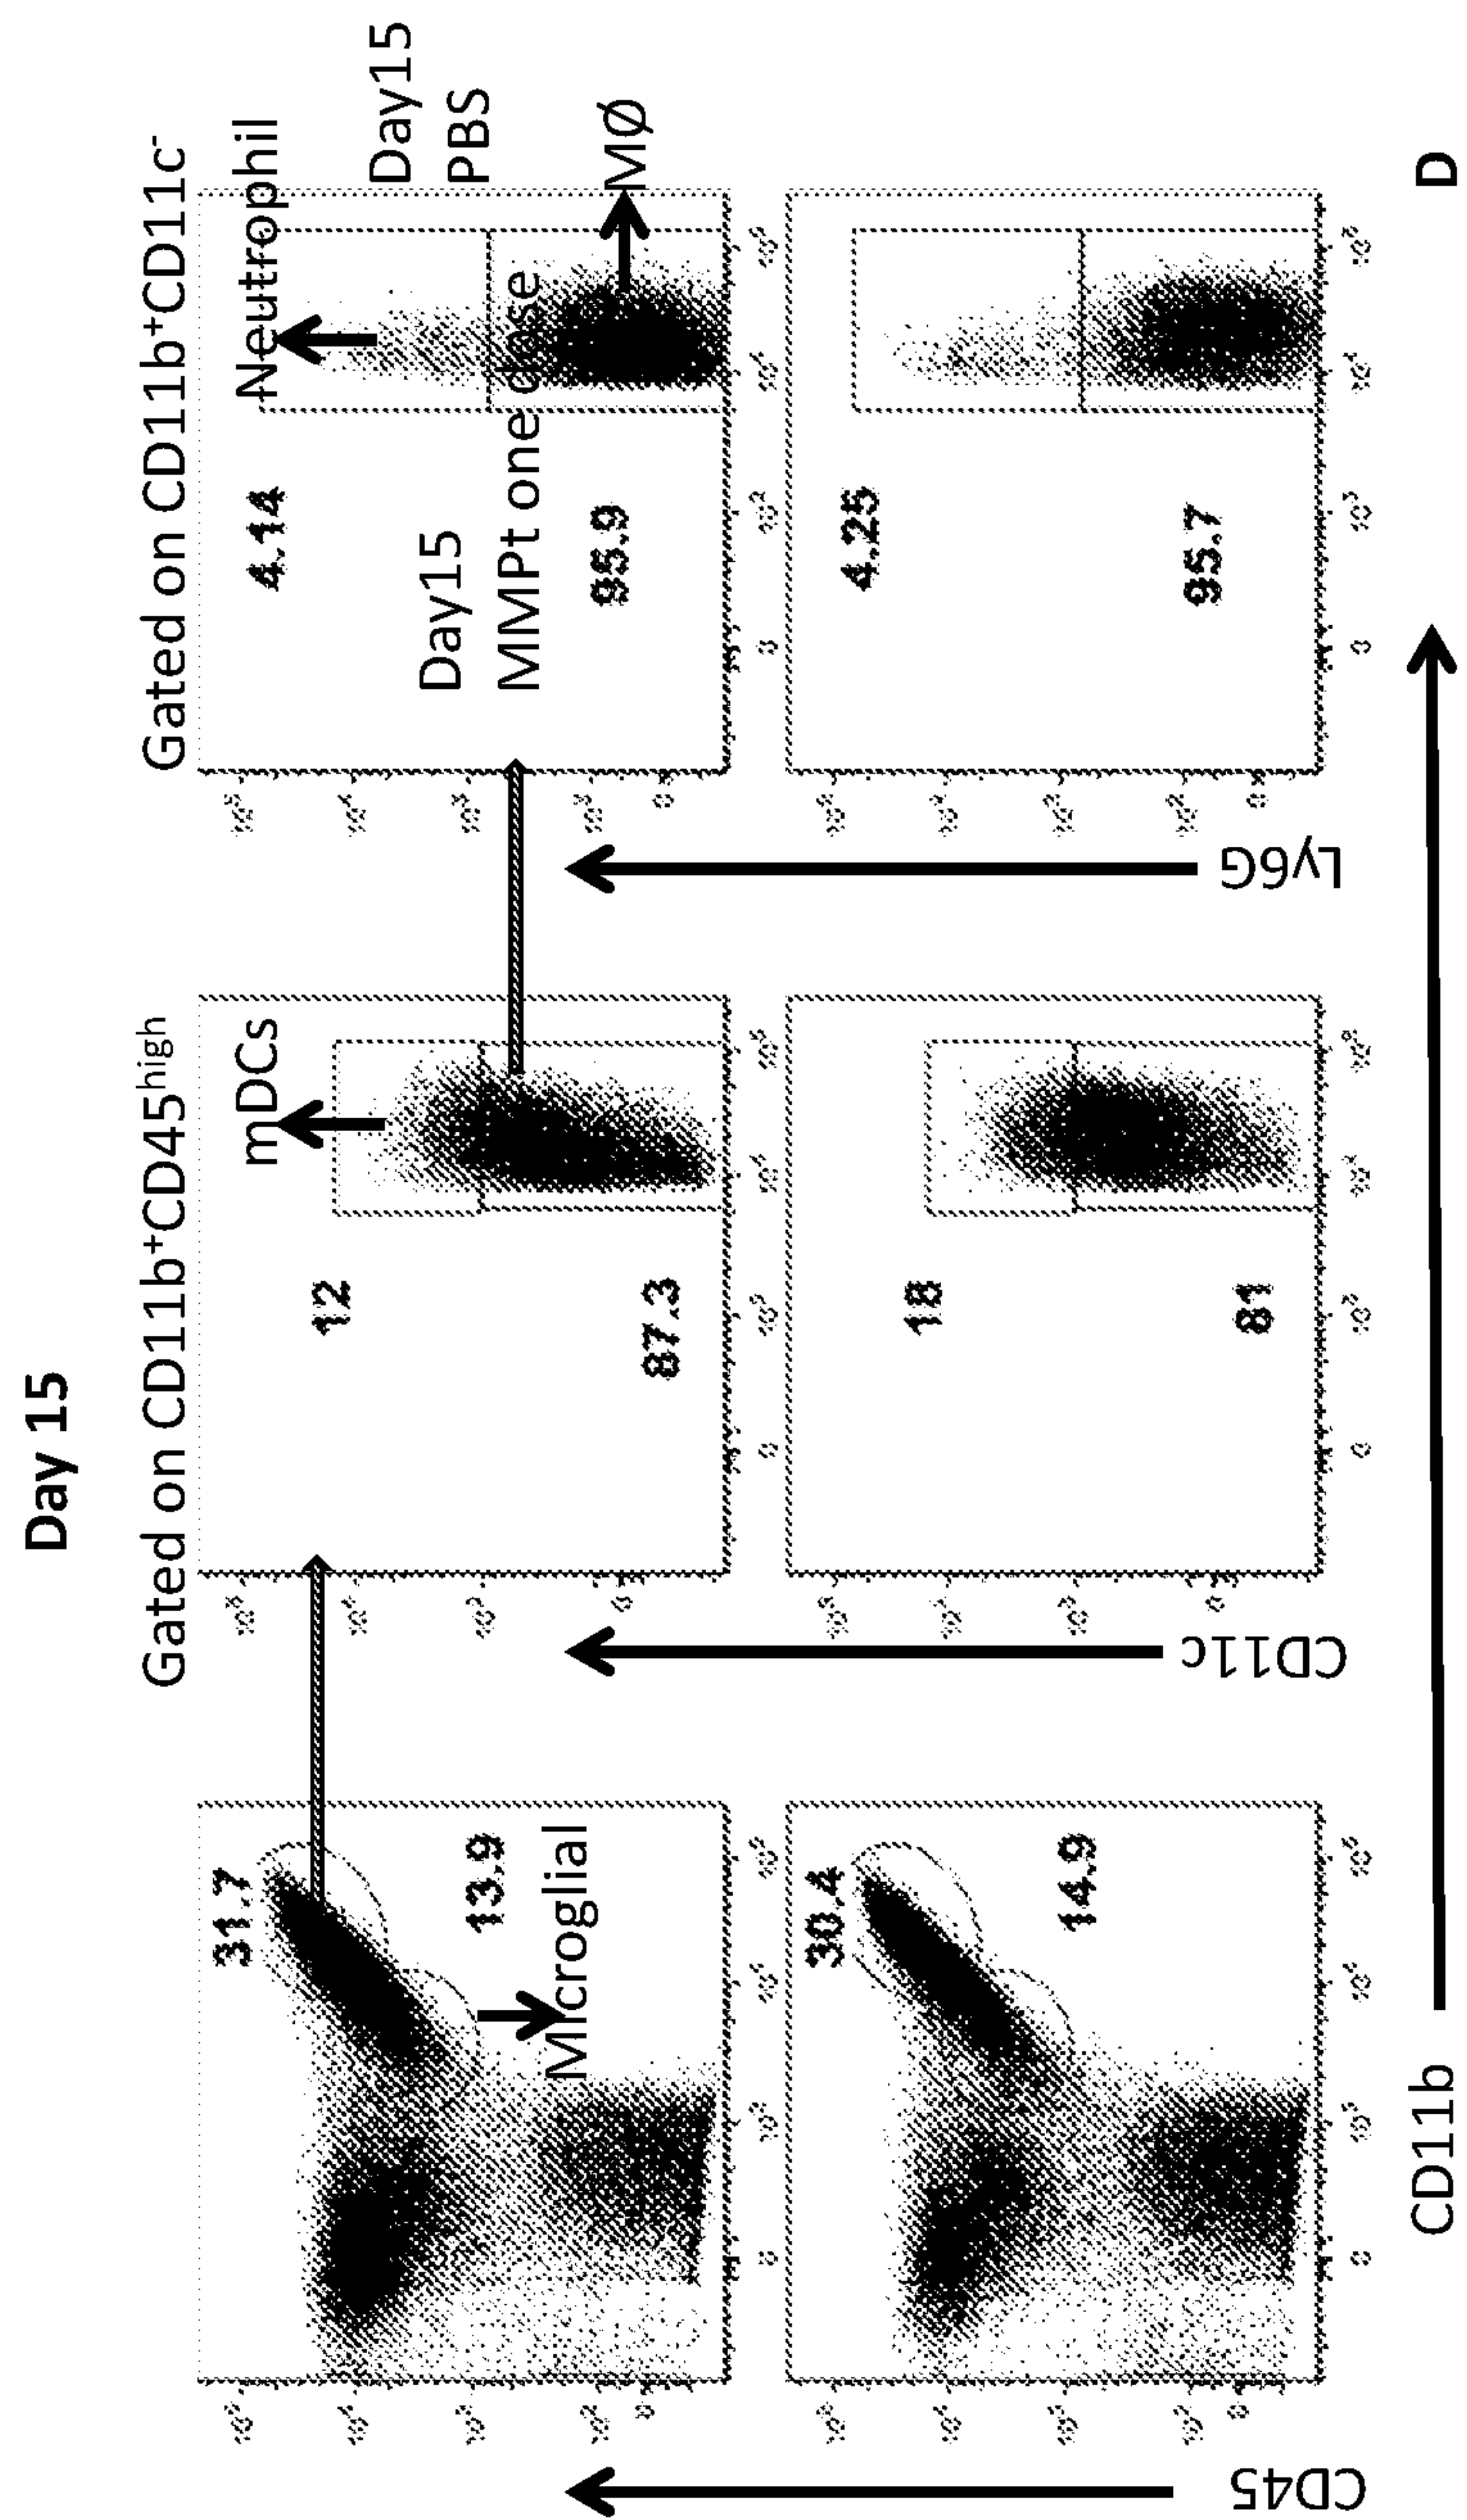 Day 15
Gated on CD11b⁺CD45ʰⁱᵍʰ
Gated on CD11b⁺CD11c⁻
31.7
13.9
Microglial
mDCs
12
87.3
Neutrophil
4.14
95.9
MØ
Day15
PBS
Day15
MMPt one dose
30.4
14.9
18
81
4.25
95.7
CD45
CD11c
Ly6G
CD11b
D